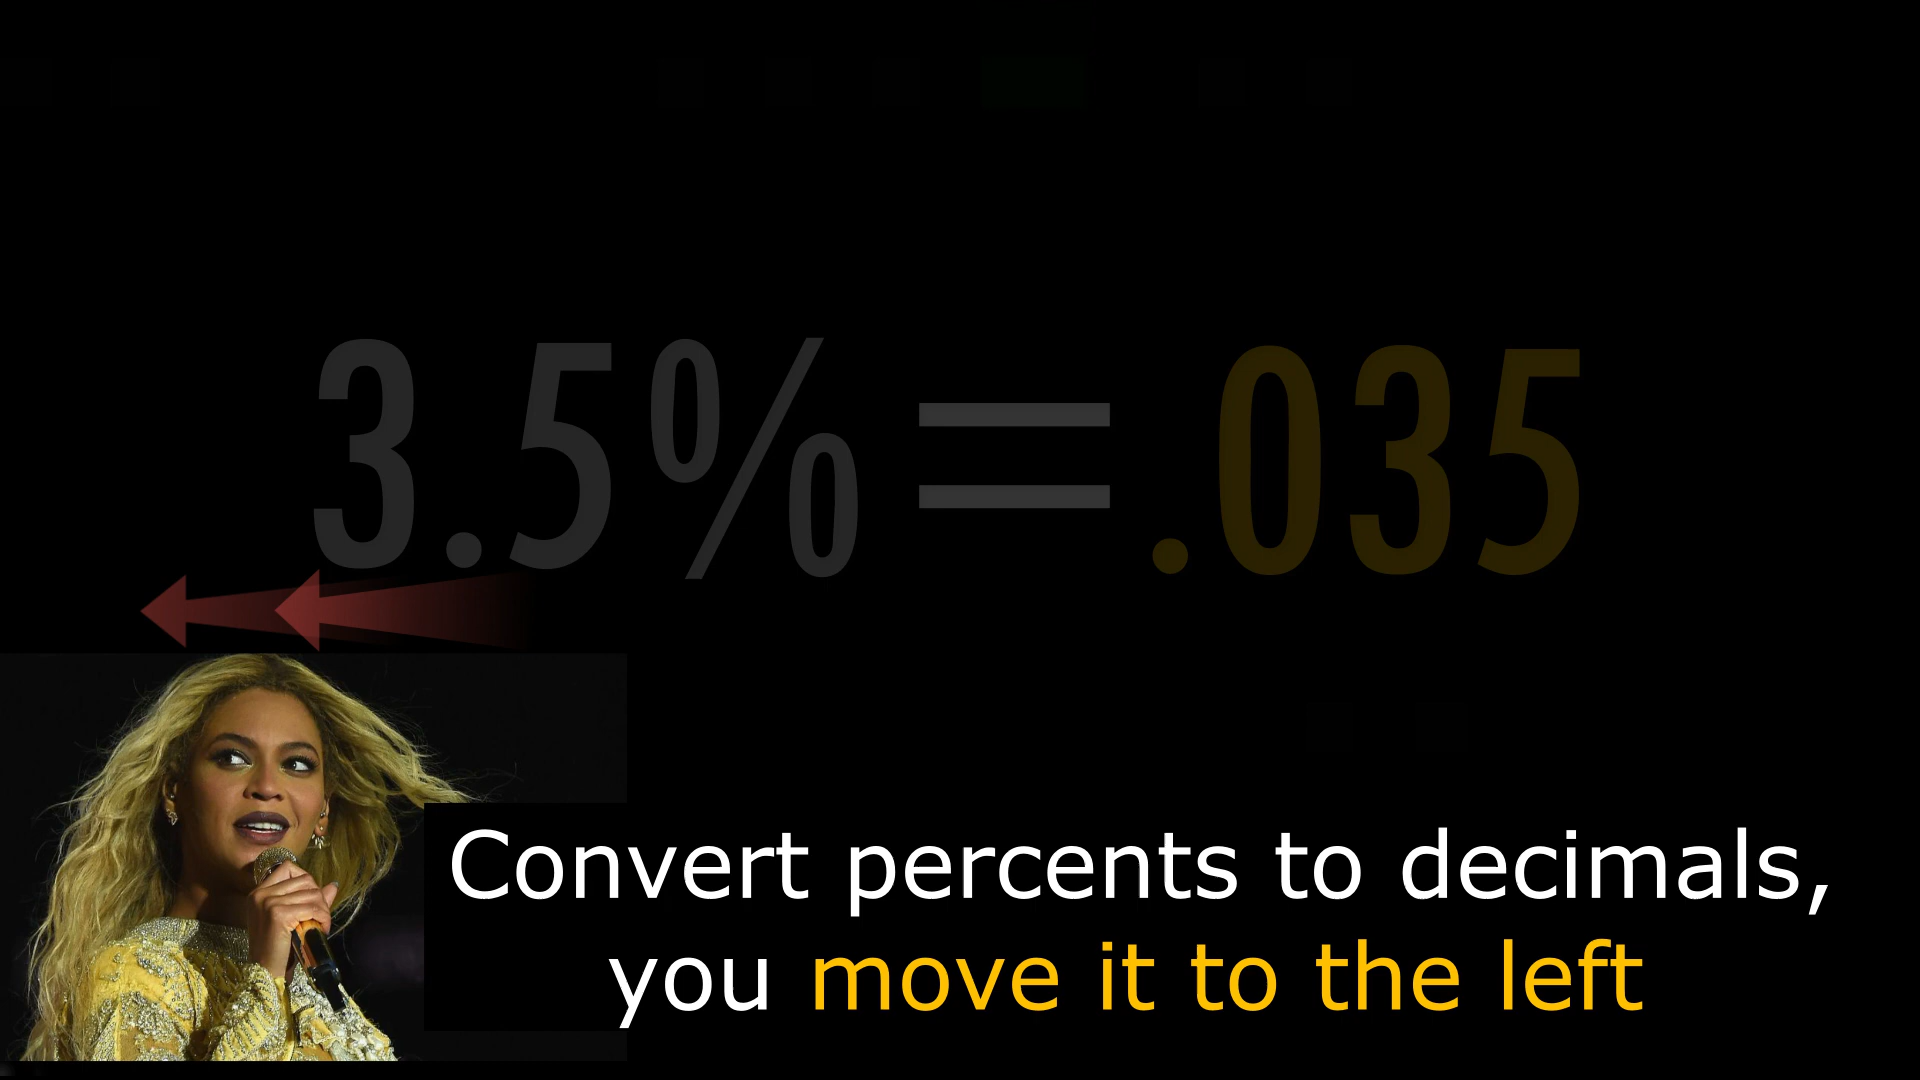 3.5%=.035
Convert percents to decimals,
you move it to the left